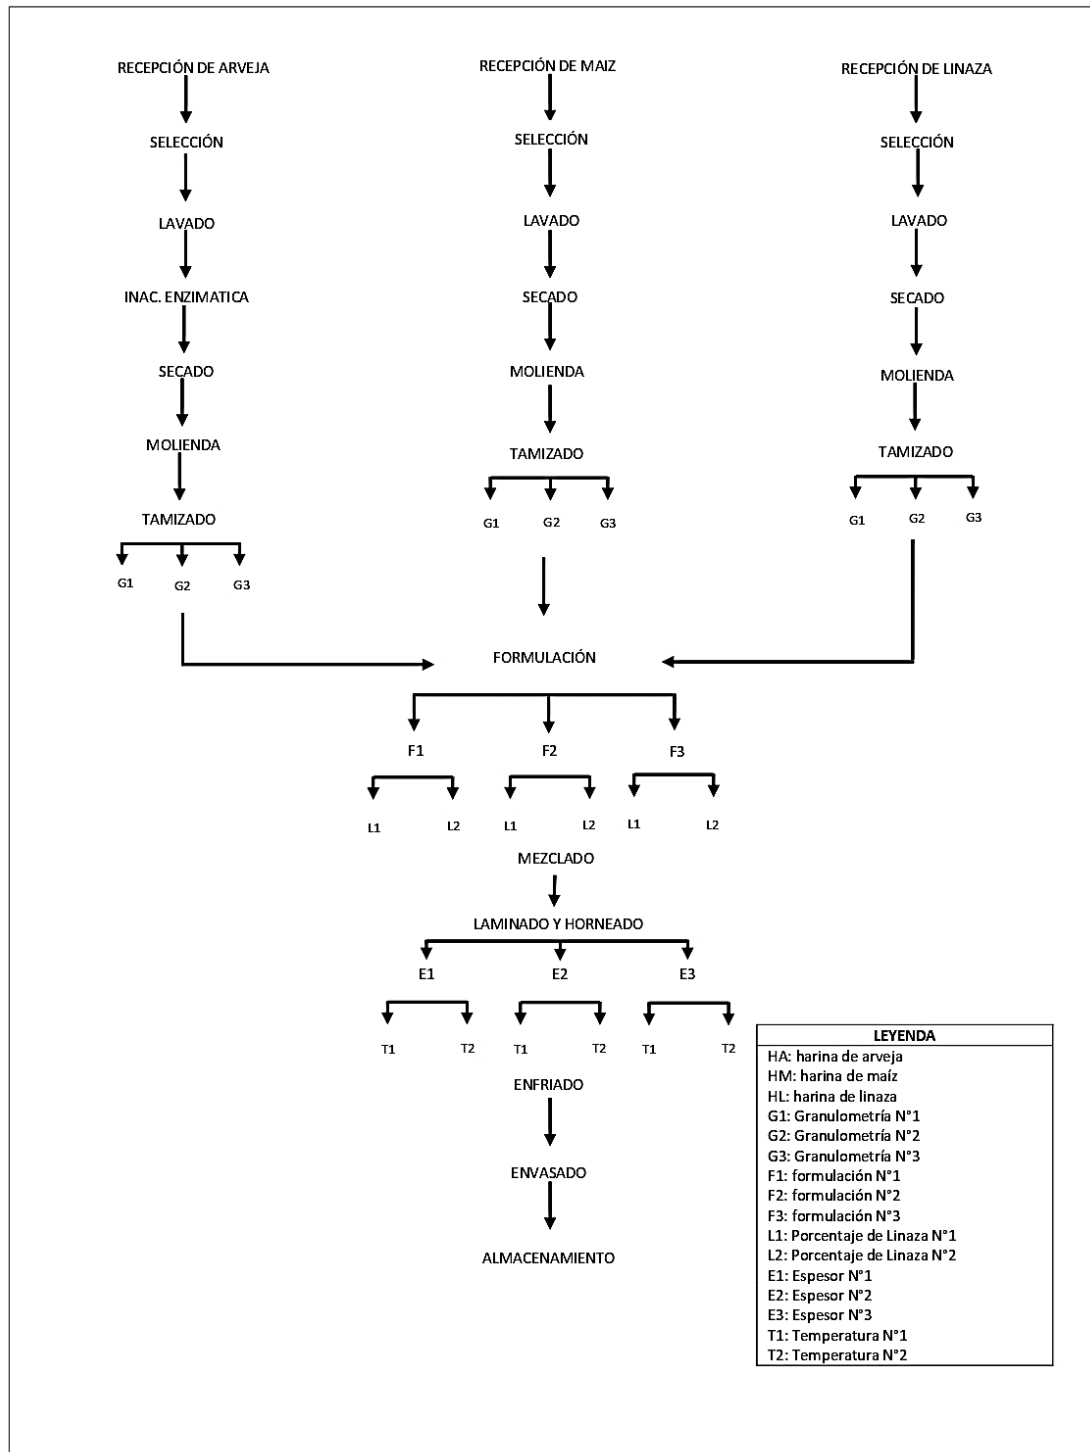 RECEPCIÓN DE ARVEJA
SELECCIÓN
LAVADO
INAC. ENZIMATICA
SECADO
MOLIENDA
TAMIZADO
G1 G2 G3
RECEPCIÓN DE MAIZ
SELECCIÓN
LAVADO
SECADO
MOLIENDA
TAMIZADO
G1 G2 G3
RECEPCIÓN DE LINAZA
SELECCIÓN
LAVADO
SECADO
MOLIENDA
TAMIZADO
G1 G2 G3
FORMULACIÓN
F1 F2 F3
L1 L2 L1 L2 L1 L2
MEZCLADO
LAMINADO Y HORNEADO
E1 E2 E3
T1 T2 T1 T2 T1 T2
ENFRIADO
ENVASADO
ALMACENAMIENTO
LEYENDA
HA: harina de arveja
HM: harina de maíz
HL: harina de linaza
G1: Granulometría N°1
G2: Granulometría N°2
G3: Granulometría N°3
F1: formulación N°1
F2: formulación N°2
F3: formulación N°3
L1: Porcentaje de Linaza N°1
L2: Porcentaje de Linaza N°2
E1: Espesor N°1
E2: Espesor N°2
E3: Espesor N°3
T1: Temperatura N°1
T2: Temperatura N°2